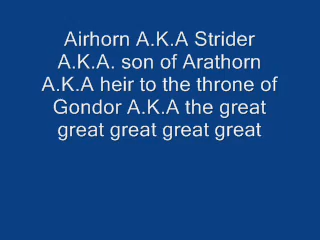 Airhorn A.K.A Strider
A.K.A. son of Arathorn
A.K.A heir to the throne of
Gondor A.K.A the great
great great great great